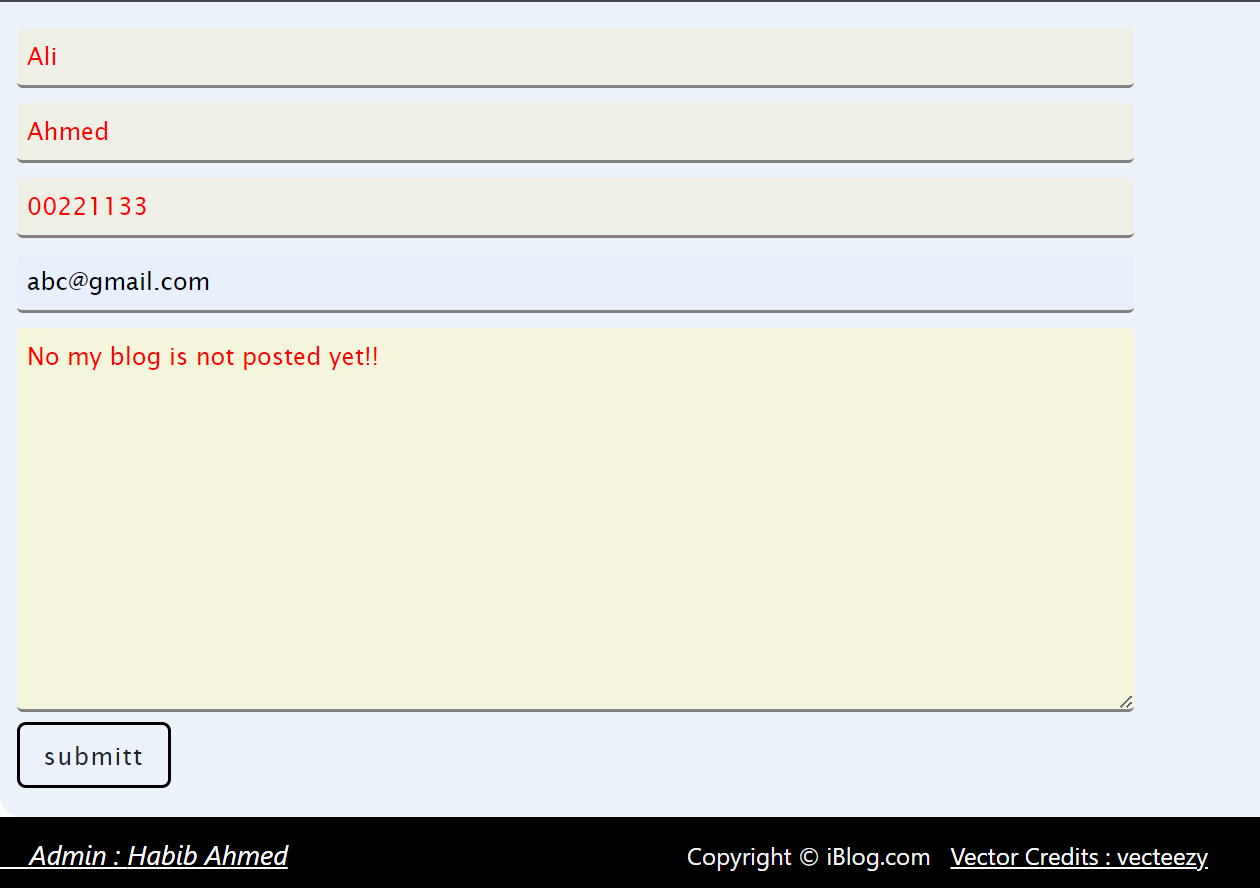 Ali
Ahmed
00221133
abc@gmail.com
No my blog is not posted yet!!
submitt
Admin : Habib Ahmed Copyright © iBlog.com Vector Credits : vecteezy